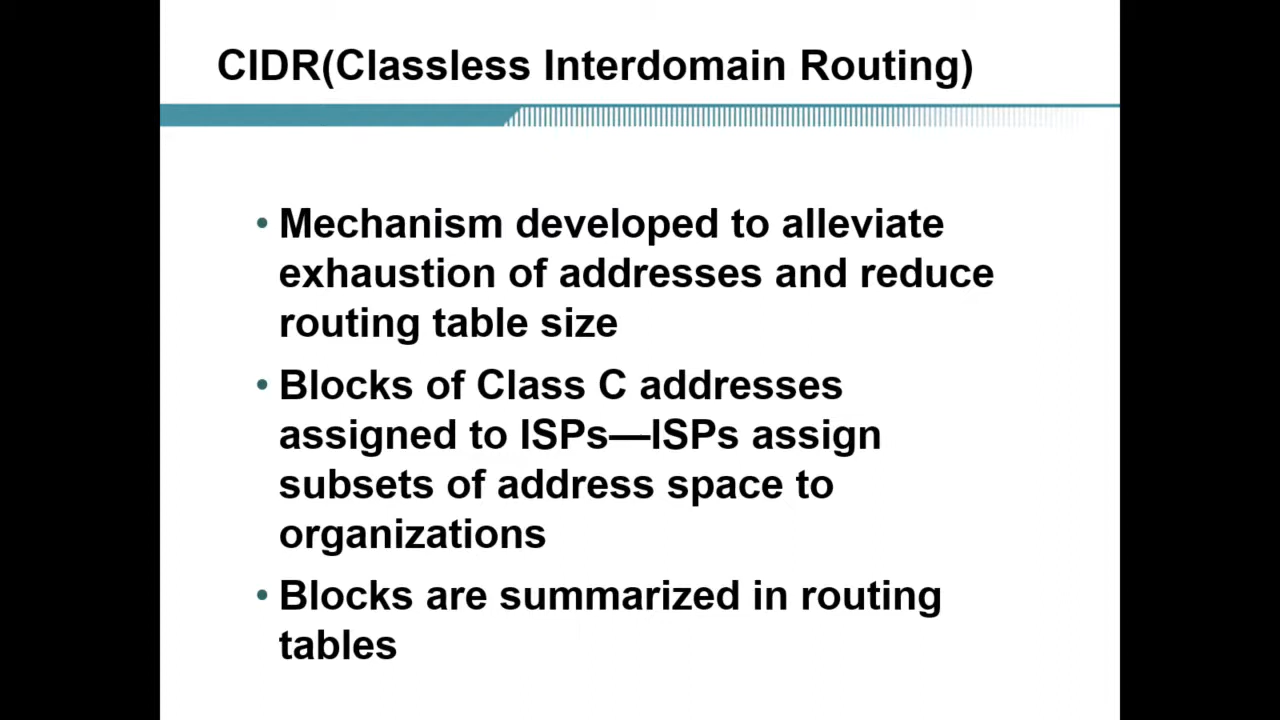 CIDR(Classless Interdomain Routing)
• Mechanism developed to alleviate
exhaustion of addresses and reduce
routing table size
• Blocks of Class C addresses
assigned to ISPs—ISPs assign
subsets of address space to
organizations
• Blocks are summarized in routing
tables